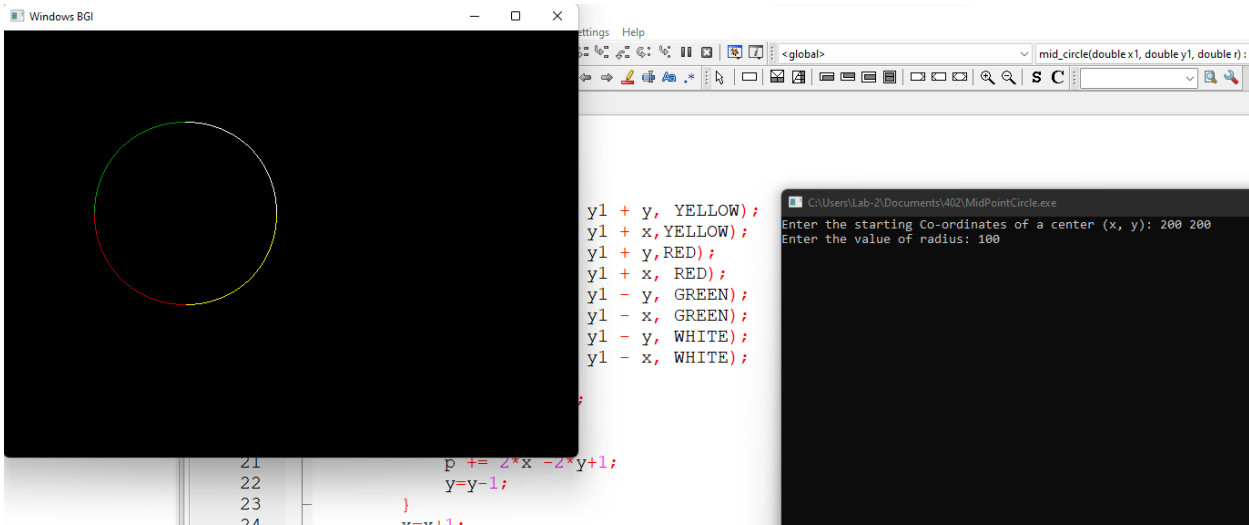 Windows BGI
ettings Help
<global>
mid_circle(double x1, double y1, double r) :
S C
y1 + y, YELLOW);
y1 + x,YELLOW);
y1 + y,RED);
y1 + x, RED);
y1 - y, GREEN);
y1 - x, GREEN);
y1 - y, WHITE);
y1 - x, WHITE);
;
C:\Users\Lab-2\Documents\402\MidPointCircle.exe
Enter the starting Co-ordinates of a center (x, y): 200 200
Enter the value of radius: 100
21 p += 2*x -2*y+1;
22 y=y-1;
23 }
24 x=x+1;